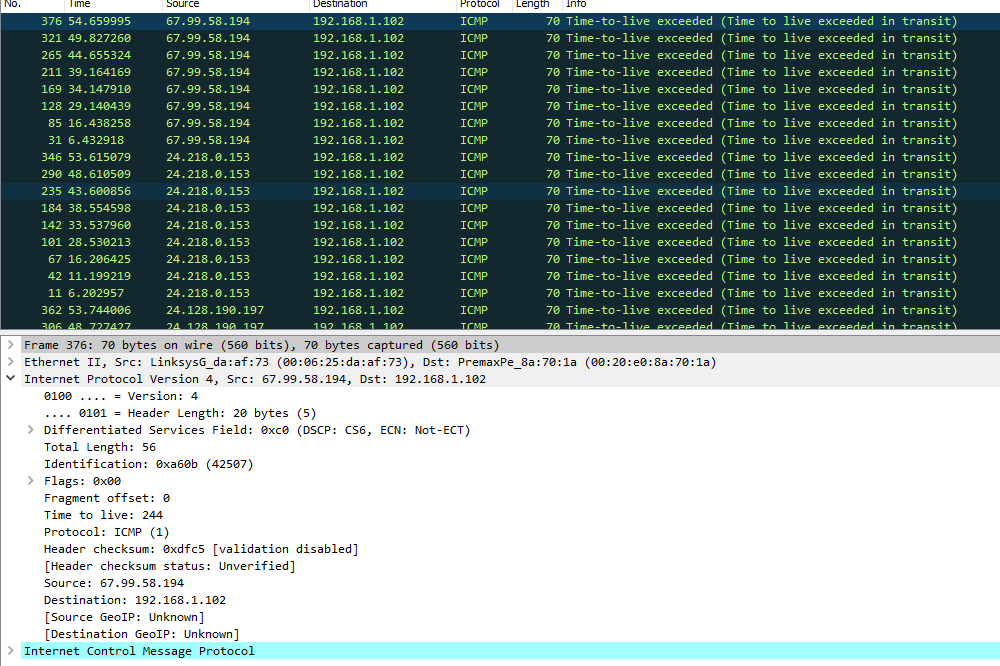 No. Time Source Destination Protocol Length Info
376 54.659995 67.99.58.194 192.168.1.102 ICMP 70 Time-to-live exceeded (Time to live exceeded in transit)
321 49.827260 67.99.58.194 192.168.1.102 ICMP 70 Time-to-live exceeded (Time to live exceeded in transit)
265 44.655324 67.99.58.194 192.168.1.102 ICMP 70 Time-to-live exceeded (Time to live exceeded in transit)
211 39.164169 67.99.58.194 192.168.1.102 ICMP 70 Time-to-live exceeded (Time to live exceeded in transit)
169 34.147910 67.99.58.194 192.168.1.102 ICMP 70 Time-to-live exceeded (Time to live exceeded in transit)
128 29.140439 67.99.58.194 192.168.1.102 ICMP 70 Time-to-live exceeded (Time to live exceeded in transit)
85 16.438258 67.99.58.194 192.168.1.102 ICMP 70 Time-to-live exceeded (Time to live exceeded in transit)
31 6.432918 67.99.58.194 192.168.1.102 ICMP 70 Time-to-live exceeded (Time to live exceeded in transit)
346 53.615079 24.218.0.153 192.168.1.102 ICMP 70 Time-to-live exceeded (Time to live exceeded in transit)
290 48.610509 24.218.0.153 192.168.1.102 ICMP 70 Time-to-live exceeded (Time to live exceeded in transit)
235 43.600856 24.218.0.153 192.168.1.102 ICMP 70 Time-to-live exceeded (Time to live exceeded in transit)
184 38.554598 24.218.0.153 192.168.1.102 ICMP 70 Time-to-live exceeded (Time to live exceeded in transit)
142 33.537960 24.218.0.153 192.168.1.102 ICMP 70 Time-to-live exceeded (Time to live exceeded in transit)
101 28.530213 24.218.0.153 192.168.1.102 ICMP 70 Time-to-live exceeded (Time to live exceeded in transit)
67 16.206425 24.218.0.153 192.168.1.102 ICMP 70 Time-to-live exceeded (Time to live exceeded in transit)
42 11.199219 24.218.0.153 192.168.1.102 ICMP 70 Time-to-live exceeded (Time to live exceeded in transit)
11 6.202957 24.218.0.153 192.168.1.102 ICMP 70 Time-to-live exceeded (Time to live exceeded in transit)
362 53.744006 24.128.190.197 192.168.1.102 ICMP 70 Time-to-live exceeded (Time to live exceeded in transit)
306 48.727427 24.128.190.197 192.168.1.102 ICMP 70 Time-to-live exceeded (Time to live exceeded in transit)
Frame 376: 70 bytes on wire (560 bits), 70 bytes captured (560 bits)
Ethernet II, Src: LinksysG_da:af:73 (00:06:25:da:af:73), Dst: PremaxPe_8a:70:1a (00:20:e0:8a:70:1a)
Internet Protocol Version 4, Src: 67.99.58.194, Dst: 192.168.1.102
0100 .... = Version: 4
.... 0101 = Header Length: 20 bytes (5)
Differentiated Services Field: 0xc0 (DSCP: CS6, ECN: Not-ECT)
Total Length: 56
Identification: 0xa60b (42507)
Flags: 0x00
Fragment offset: 0
Time to live: 244
Protocol: ICMP (1)
Header checksum: 0xdfc5 [validation disabled]
[Header checksum status: Unverified]
Source: 67.99.58.194
Destination: 192.168.1.102
[Source GeoIP: Unknown]
[Destination GeoIP: Unknown]
Internet Control Message Protocol